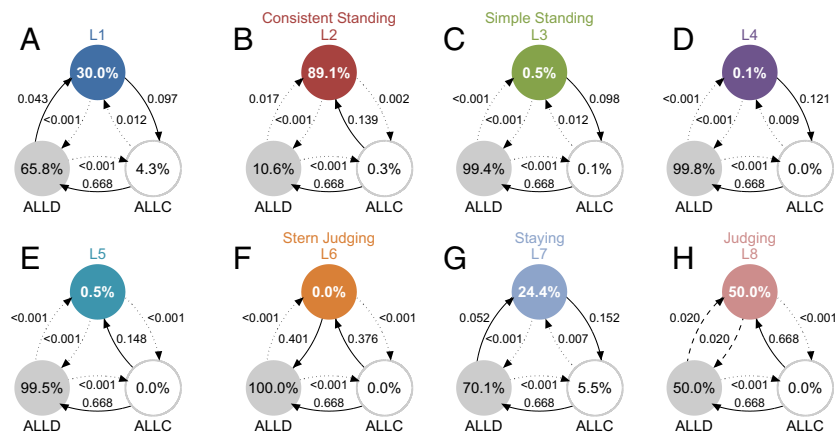 A
L1
30.0%
0.043
0.097
<0.001
0.012
65.8%
<0.001
4.3%
0.668
ALLD
ALLC
B
Consistent Standing
L2
89.1%
0.017
0.002
<0.001
0.139
10.6%
<0.001
0.3%
0.668
ALLD
ALLC
C
Simple Standing
L3
0.5%
<0.001
0.098
<0.001
0.012
99.4%
<0.001
0.1%
0.668
ALLD
ALLC
D
L4
0.1%
<0.001
0.121
<0.001
0.009
99.8%
<0.001
0.0%
0.668
ALLD
ALLC
E
L5
0.5%
<0.001
<0.001
<0.001
0.148
99.5%
<0.001
0.0%
0.668
ALLD
ALLC
F
Stern Judging
L6
0.0%
<0.001
<0.001
0.401
0.376
100.0%
<0.001
0.0%
0.668
ALLD
ALLC
G
Staying
L7
24.4%
0.052
0.152
<0.001
0.007
70.1%
<0.001
5.5%
0.668
ALLD
ALLC
H
Judging
L8
50.0%
0.020
<0.001
0.020
0.668
50.0%
<0.001
0.0%
0.668
ALLD
ALLC